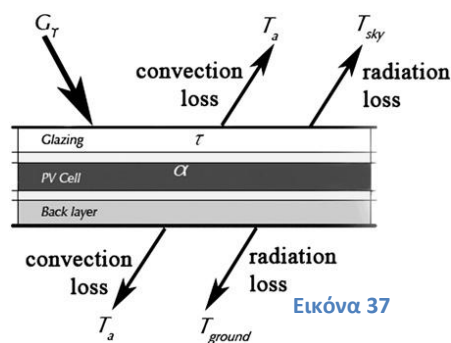 G_T
T_a
T_sky
convection
loss
radiation
loss
Glazing
τ
PV Cell
α
Back layer
convection
loss
radiation
loss
T_a
T_ground
Εικόνα 37